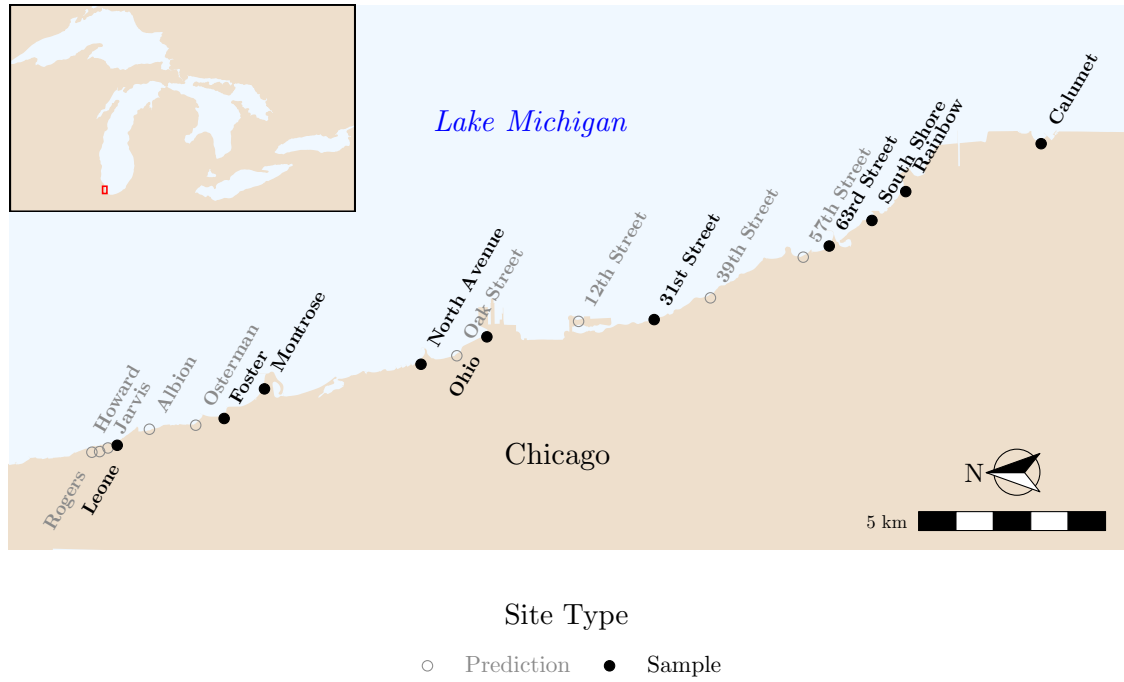 Lake Michigan
Calumet
Rainbow
South Shore
63rd Street
57th Street
39th Street
31st Street
12th Street
Oak Street
North Avenue
Ohio
Montrose
Foster
Osterman
Albion
Jarvis
Howard
Leone
Rogers
Chicago
N
5 km
Site Type
Prediction
Sample